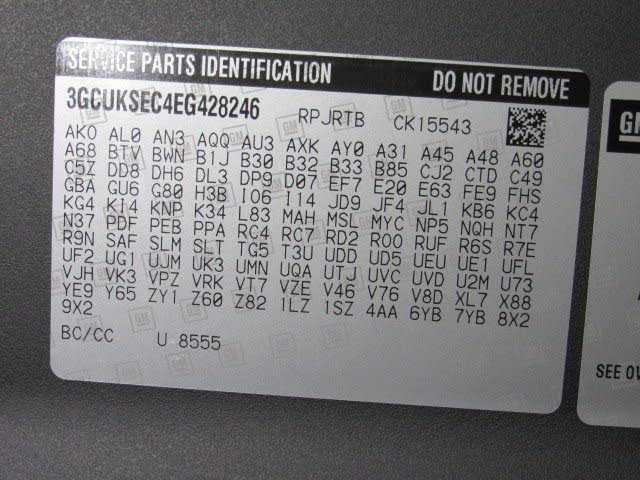 SERVICE PARTS IDENTIFICATION DO NOT REMOVE
3GCUKSEC4EG428246 RPJRTB CK15543
AKO AL0 AN3 AQQ AU3 AXK AY0 A31 A45 A48 A60
A68 BTV BWN B1J B30 B32 B33 B85 CJ2 CTD C49
C5Z DD8 DH6 DL3 DP9 D07 EF7 E20 E63 FE9 FHS
GBA GU6 G80 H3B IO6 II4 JD9 JF4 JL1 KB6 KC4
KG4 KI4 KNP K34 L83 MAH MSL MYC NP5 NQH NT7
N37 PDF PEB PPA RC4 RC7 RD2 R00 RUF R6S R7E
R9N SAF SLM SLT TG5 T3U UDD UD5 UEU UE1 UFL
UF2 UG1 UJM UK3 UMN UQA UTJ UVC UVD U2M U73
VJH VK3 VPZ VRK VT7 VZE V46 V76 V8D XL7 X88
YE9 Y65 ZY1 Z60 Z82 1LZ 1SZ 4AA 6YB 7YB 8X2
9X2
BC/CC U 8555
GM
SEE OW